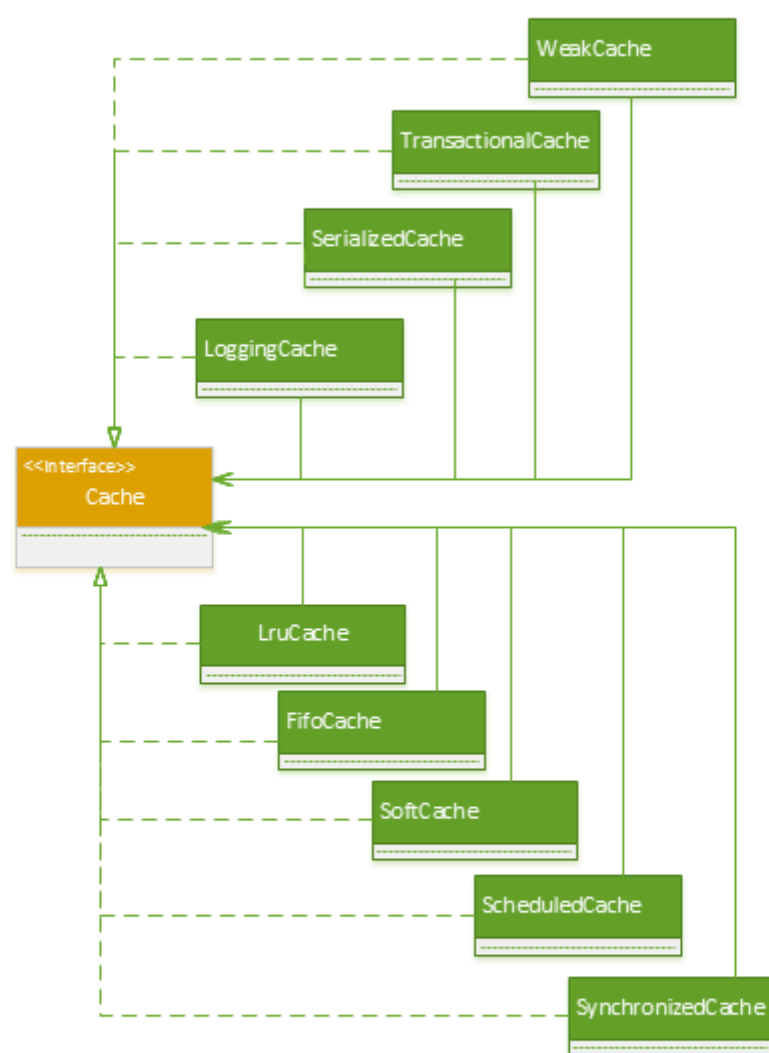 WeakCache
TransactionalCache
SerializedCache
LoggingCache
<<Interface>>
Cache
LruCache
FifoCache
SoftCache
ScheduledCache
SynchronizedCache